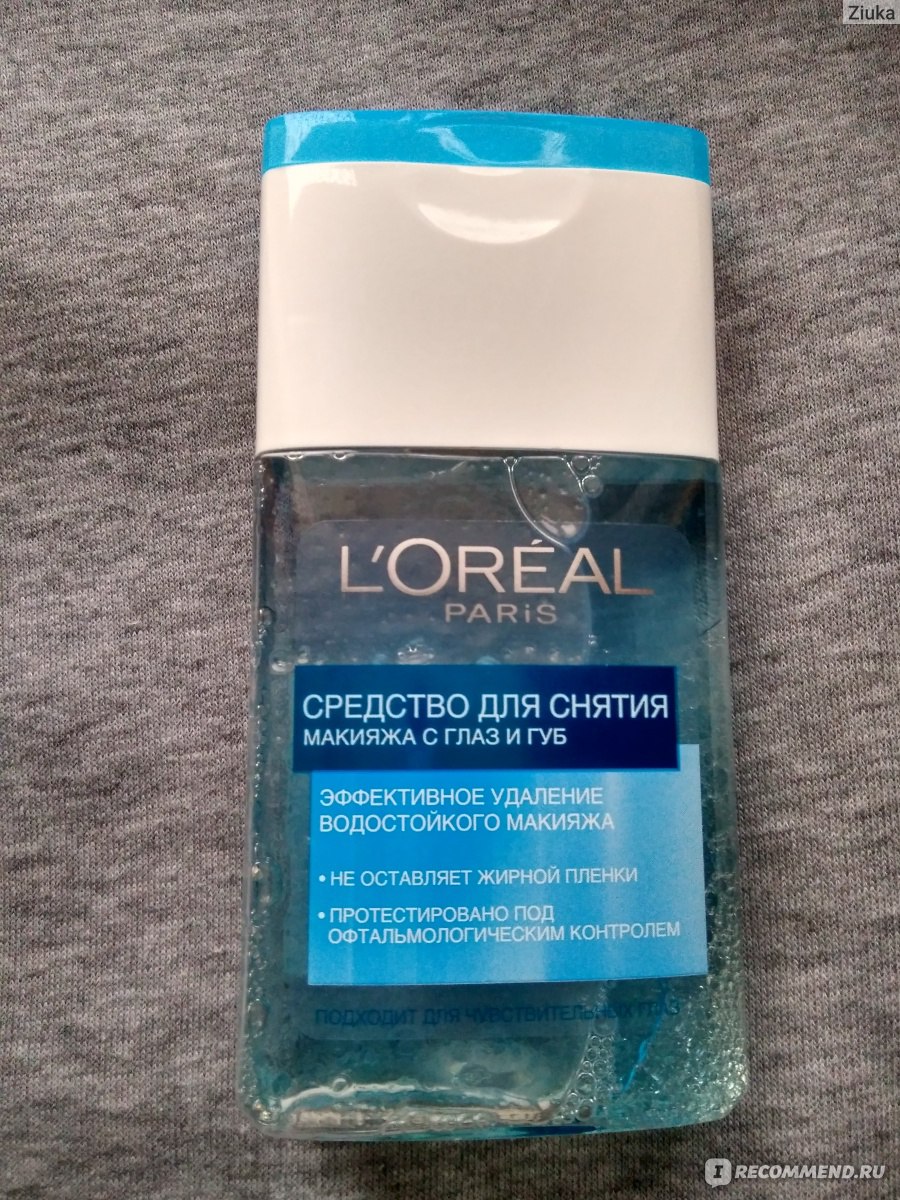 Ziuka
L'ORÉAL
PARiS
СРЕДСТВО ДЛЯ СНЯТИЯ
МАКИЯЖА С ГЛАЗ И ГУБ
ЭФФЕКТИВНОЕ УДАЛЕНИЕ
ВОДОСТОЙКОГО МАКИЯЖА
• НЕ ОСТАВЛЯЕТ ЖИРНОЙ ПЛЕНКИ
• ПРОТЕСТИРОВАНО ПОД
ОФТАЛЬМОЛОГИЧЕСКИМ КОНТРОЛЕМ
ПОДХОДИТ ДЛЯ ЧУВСТВИТЕЛЬНЫХ ГЛАЗ
IRECOMMEND.RU